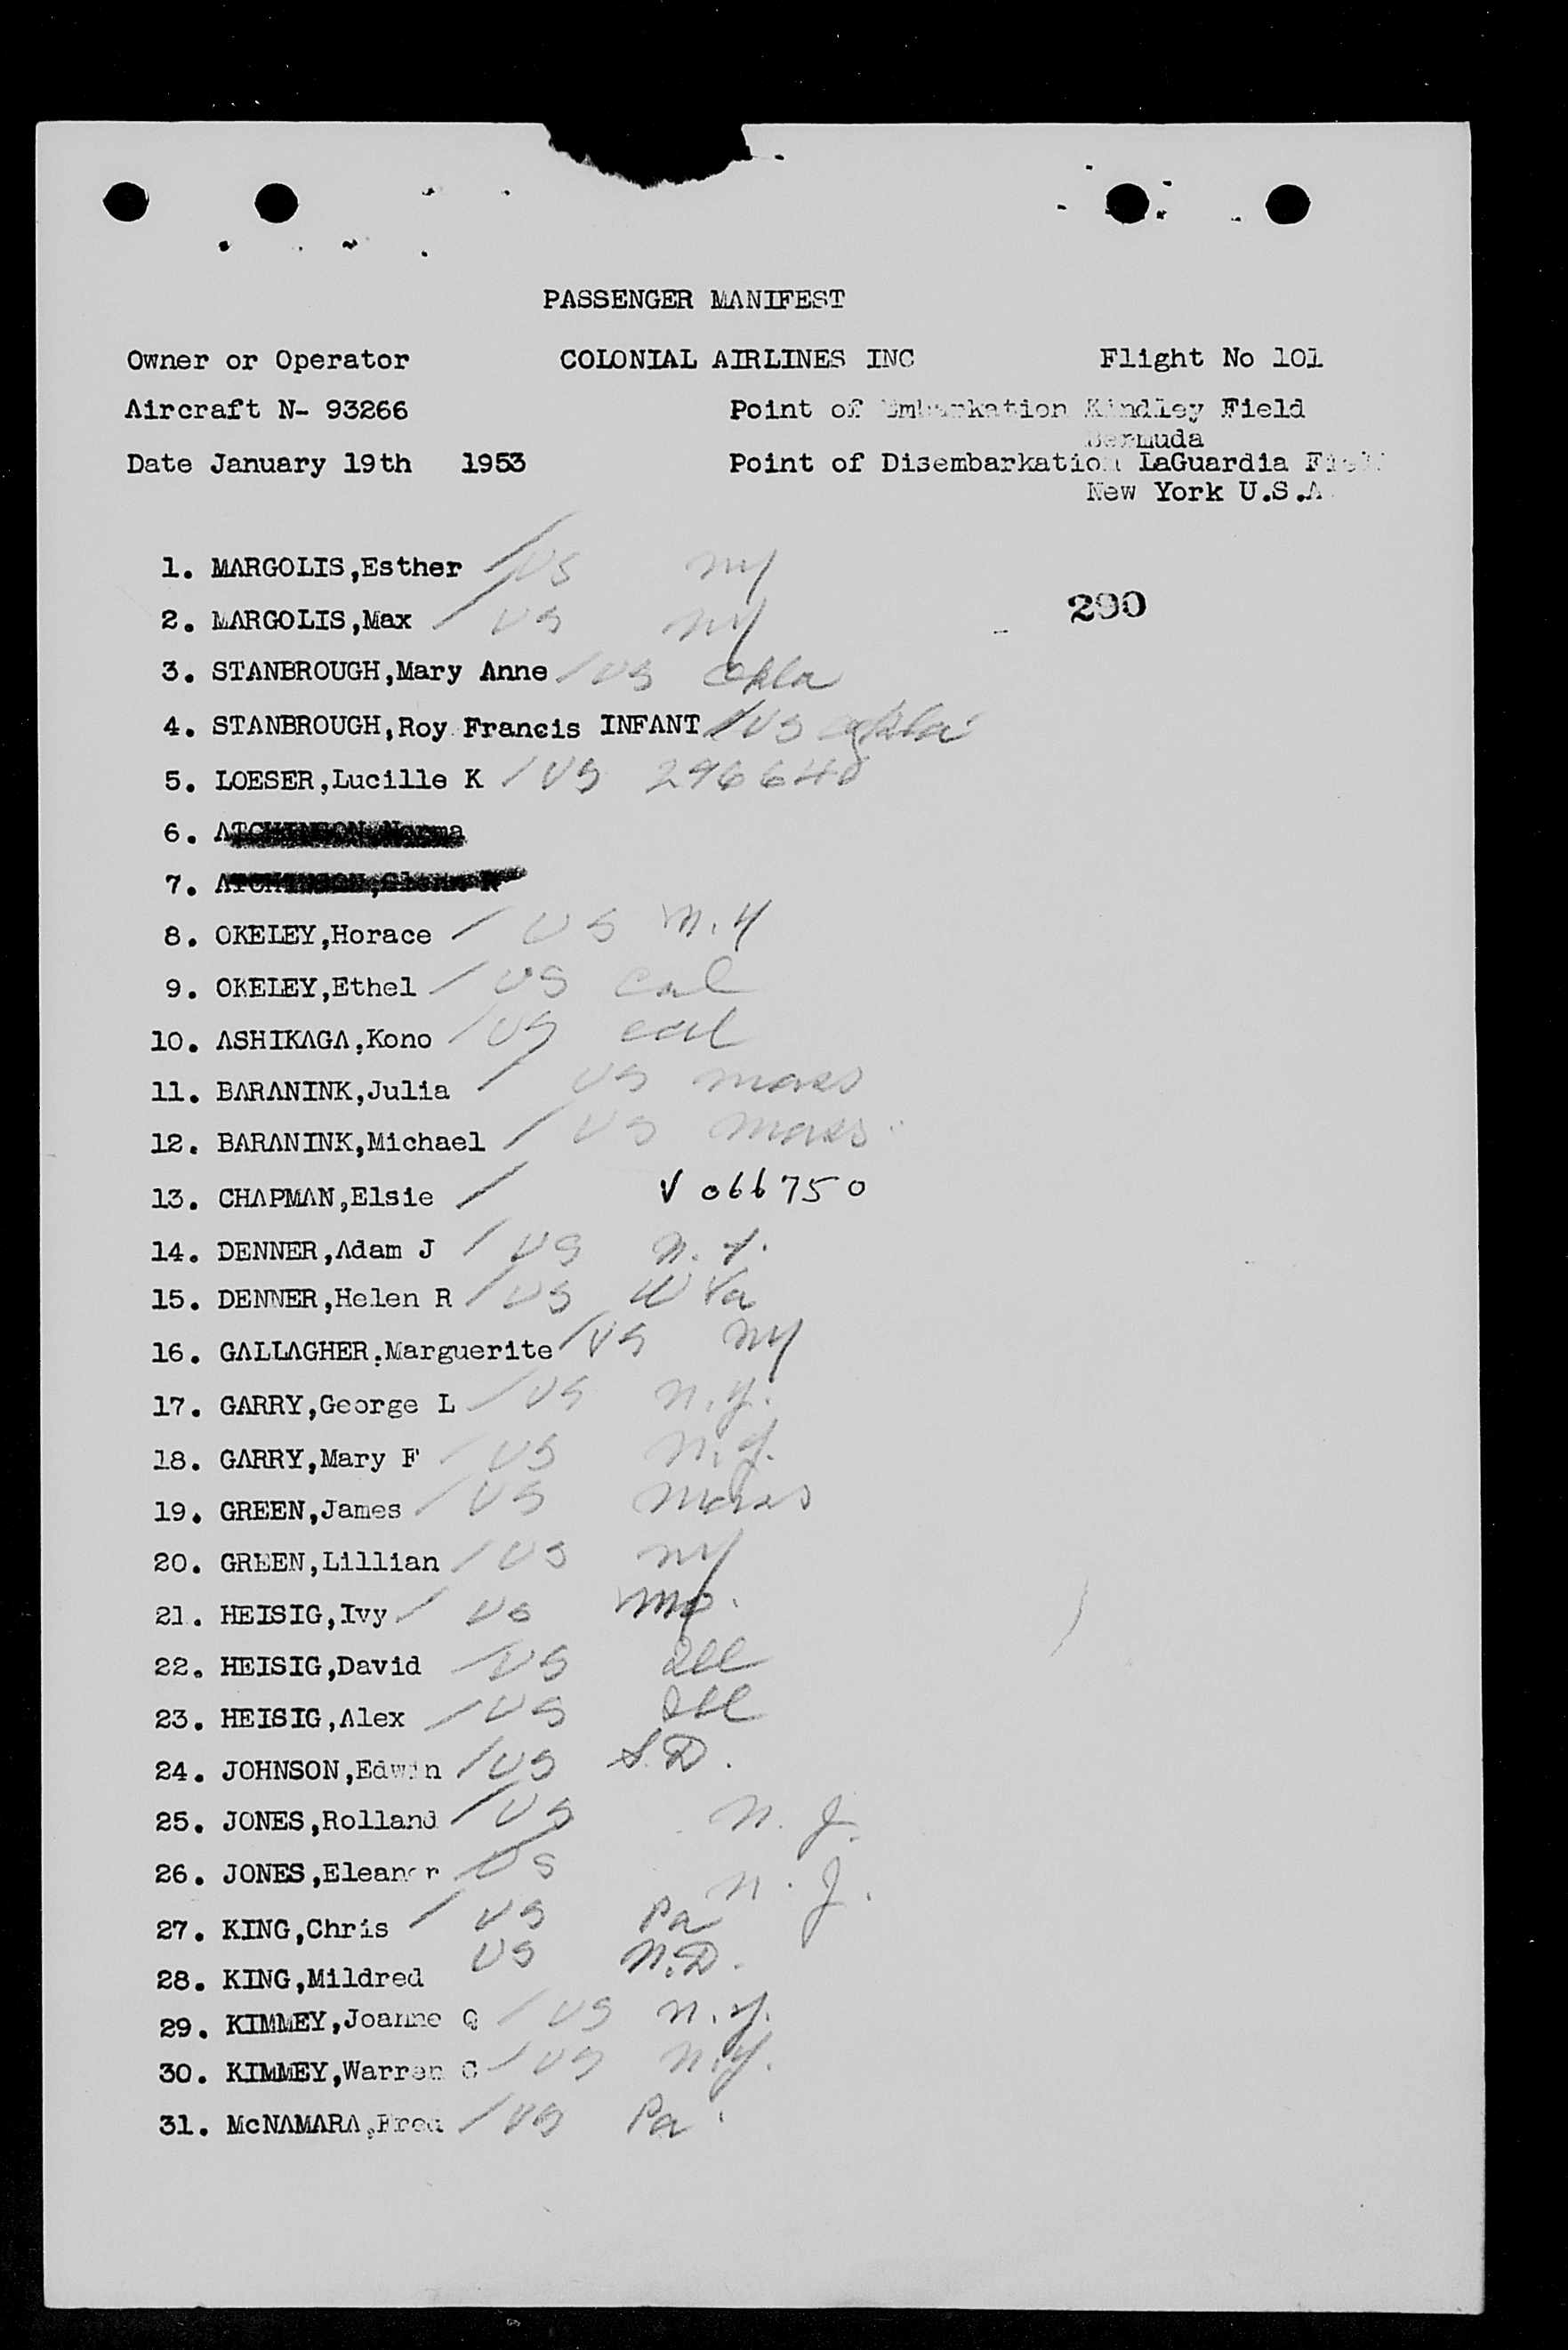 PASSENGER MANIFEST
Owner or Operator COLONIAL AIRLINES INC Flight No 101
Aircraft N- 93266 Point of Embarkation Kindley Field
Bermuda
Date January 19th 1953 Point of Disembarkation LaGuardia Field
New York U.S.A.
1. MARGOLIS,Esther / US NY
290
2. MARGOLIS,Max / US NY
3. STANBROUGH,Mary Anne / US Okla
4. STANBROUGH,Roy Francis INFANT / US Okla
5. LOESER,Lucille K / US 296640
6. ATCHINSON,Norma
7. ATCHINSON,Glenn R
8. OKELEY,Horace / US N.Y
9. OKELEY,Ethel / US Cal
10. ASHIKAGA,Kono / US Cal
11. BARANINK,Julia / US Mass
12. BARANINK,Michael / US Mass
13. CHAPMAN,Elsie / V 066750
14. DENNER,Adam J / US N.Y.
15. DENNER,Helen R / US W Va
16. GALLAGHER,Marguerite / US NY
17. GARRY,George L / US N.Y.
18. GARRY,Mary F / US N.Y.
19. GREEN,James / US Mass
20. GREEN,Lillian / US NY
21. HEISIG,Ivy / US Mo.
22. HEISIG,David / US Ill
23. HEISIG,Alex / US Ill
24. JOHNSON,Edwin / US S.D.
25. JONES,Rolland / US N.J.
26. JONES,Eleanor / US N.J.
27. KING,Chris / US Pa
28. KING,Mildred US N.D.
29. KIMMEY,Joanne Q / US N.Y.
30. KIMMEY,Warren C / US N.Y.
31. McNAMARA,Fred / US Pa.